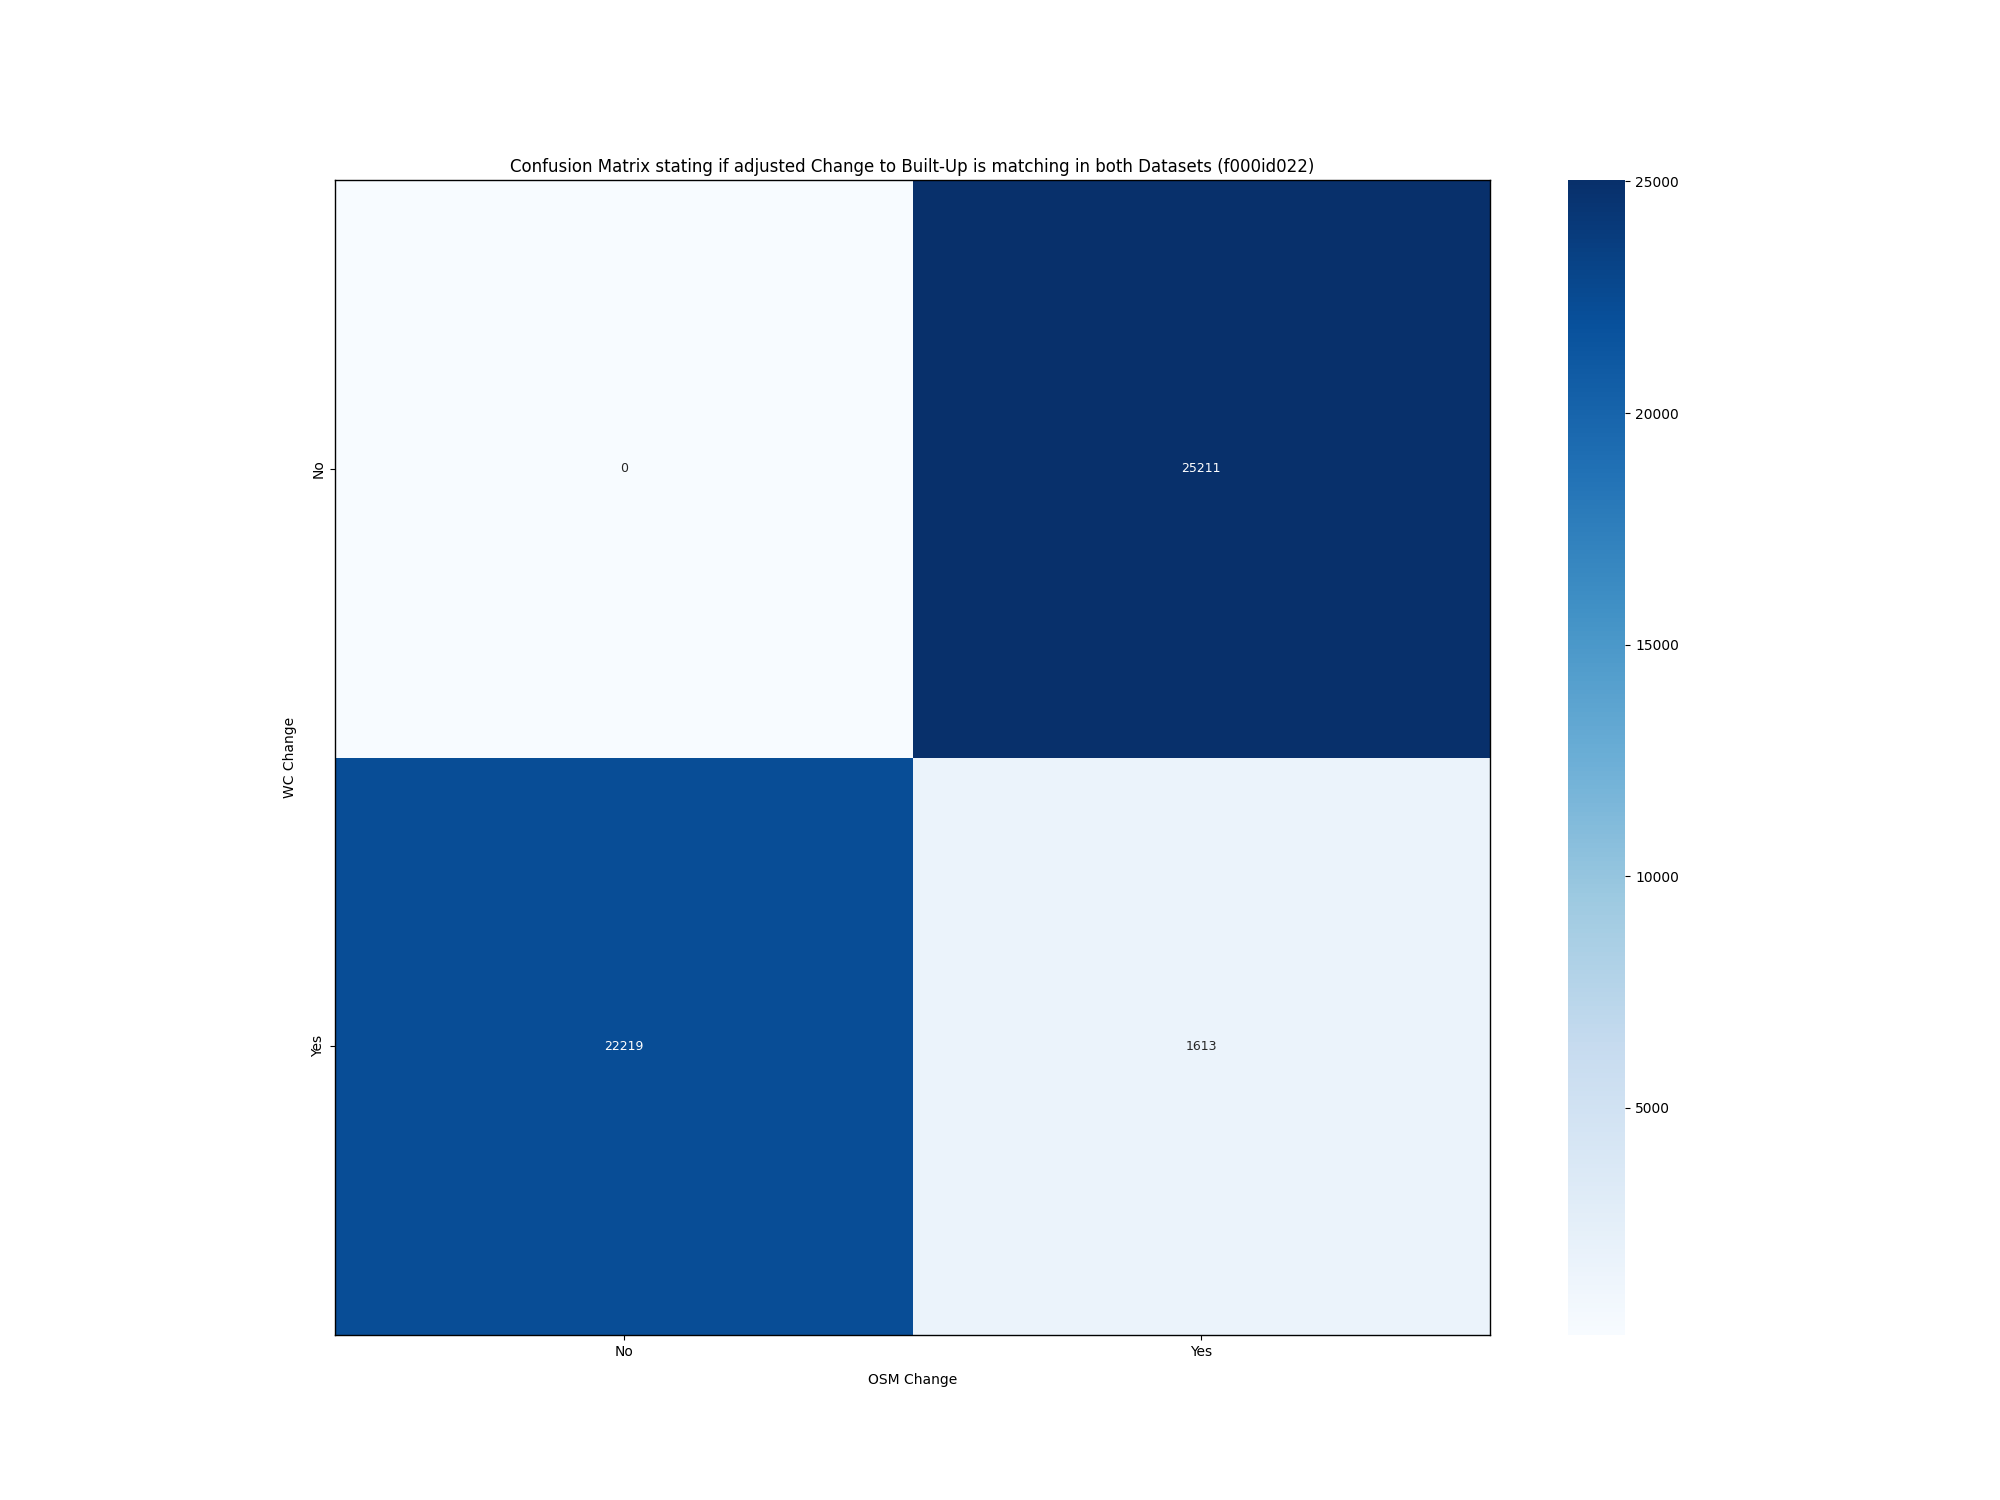 Confusion Matrix stating if adjusted Change to Built-Up is matching in both Datasets (f000id022)
25000
20000
15000
10000
5000
WC Change
No
Yes
0
25211
22219
1613
No
Yes
OSM Change